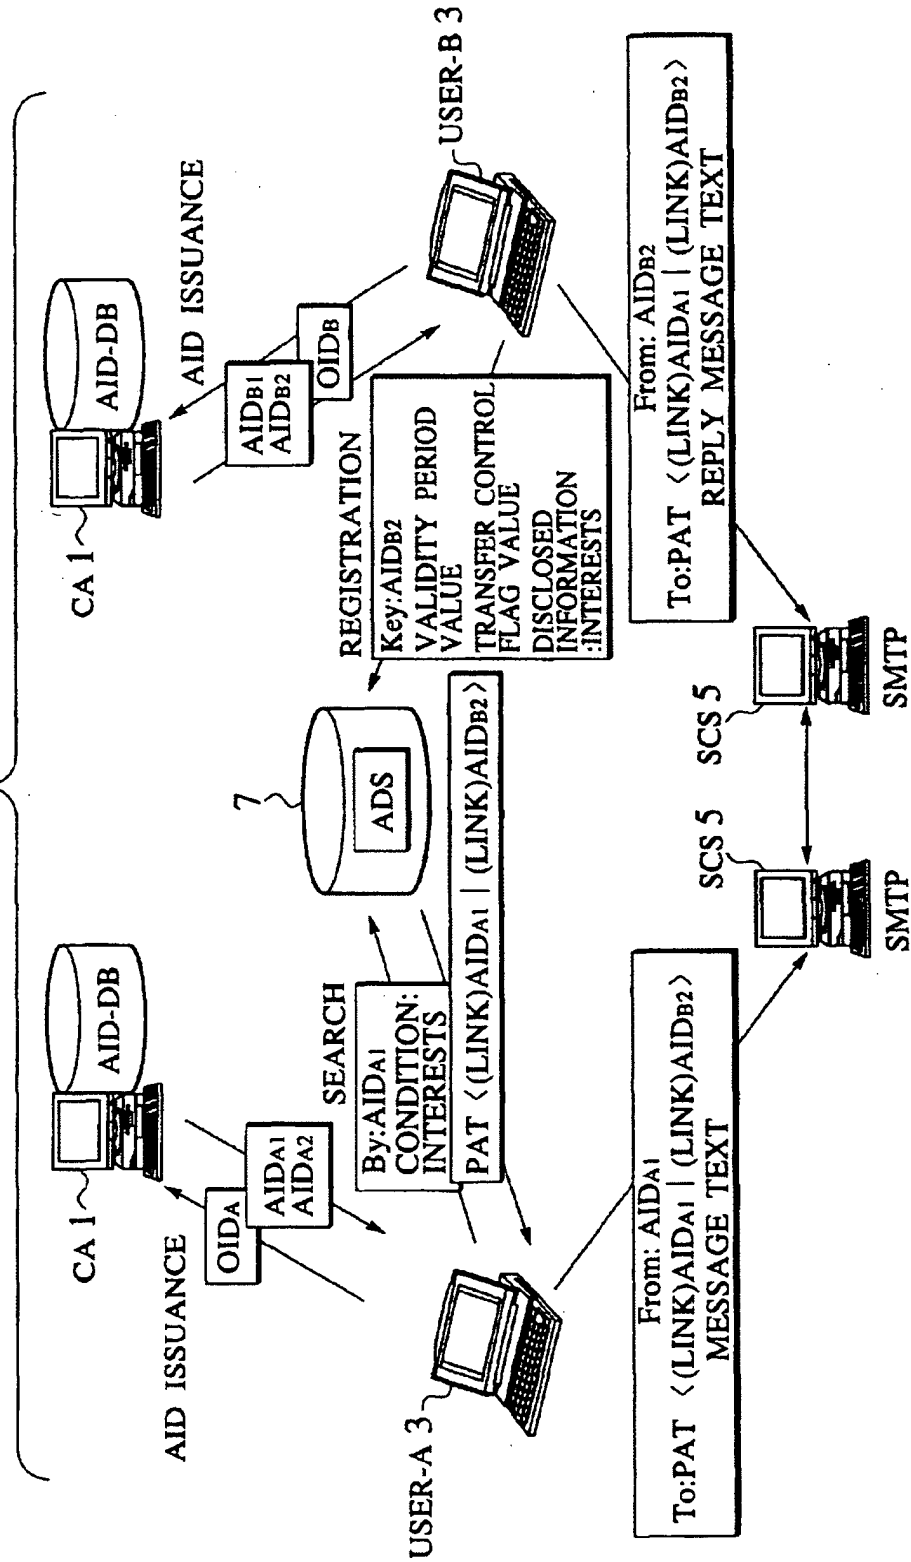 CA 1
AID-DB
AID ISSUANCE
OIDA
AIDA1
AIDA2
CA 1
AID-DB
AID ISSUANCE
AIDB1
AIDB2
OIDB
SEARCH
By:AIDA1
CONDITION:
INTERESTS
7
ADS
REGISTRATION
Key:AIDB2
VALIDITY PERIOD
VALUE
TRANSFER CONTROL
FLAG VALUE
DISCLOSED
INFORMATION
:INTERESTS
PAT <(LINK)AIDA1 | (LINK)AIDB2>
USER-A 3
USER-B 3
From: AIDA1
To:PAT <(LINK)AIDA1 | (LINK)AIDB2>
MESSAGE TEXT
SCS 5
SMTP
SCS 5
SMTP
From: AIDB2
To:PAT <(LINK)AIDA1 | (LINK)AIDB2>
REPLY MESSAGE TEXT